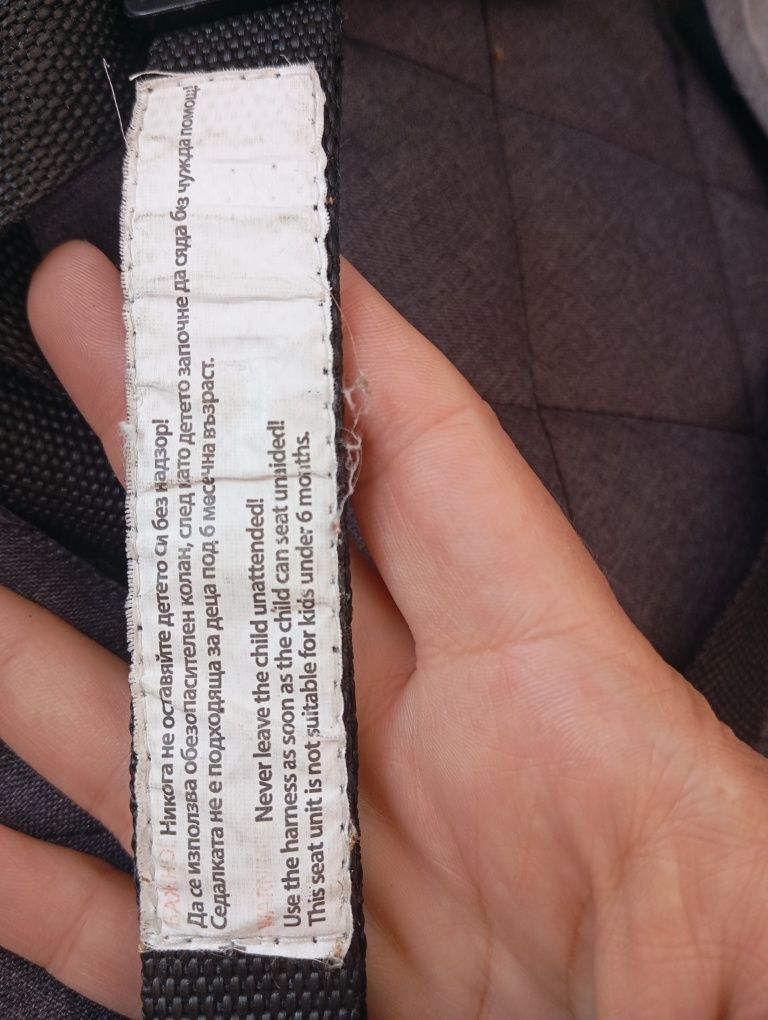 ВАЖНО! Никога не оставяйте детето си без надзор!
Да се използва обезопасителен колан, след като детето започне да сяда без чужда помощ!
Седалката не е подходяща за деца под 6 месечна възраст.
WARNING Never leave the child unattended!
Use the harness as soon as the child can seat unaided!
This seat unit is not suitable for kids under 6 months.